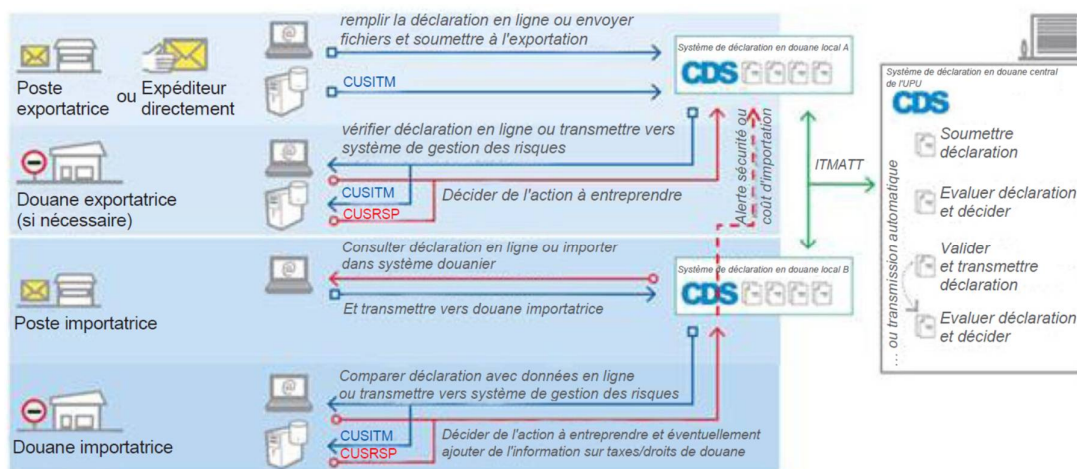 remplir la déclaration en ligne ou envoyer
fichiers et soumettre à l'exportation
CUSITM
Poste
exportatrice
ou
Expéditeur
directement
Système de déclaration en douane local A
CDS
vérifier déclaration en ligne ou transmettre vers
système de gestion des risques
CUSITM
CUSRSP
Décider de l'action à entreprendre
Douane exportatrice
(si nécessaire)
Alerte sécurité ou
coût d'importation
ITMATT
Consulter déclaration en ligne ou importer
dans système douanier
Et transmettre vers douane importatrice
Poste importatrice
Système de déclaration en douane local B
CDS
Comparer déclaration avec données en ligne
ou transmettre vers système de gestion des risques
CUSITM
CUSRSP
Décider de l'action à entreprendre et éventuellement
ajouter de l'information sur taxes/droits de douane
Douane importatrice
Système de déclaration en douane central
de l'UPU
CDS
Soumettre
déclaration
Evaluer déclaration
et décider
Valider
et transmettre
déclaration
Evaluer déclaration
et décider
... ou transmission automatique